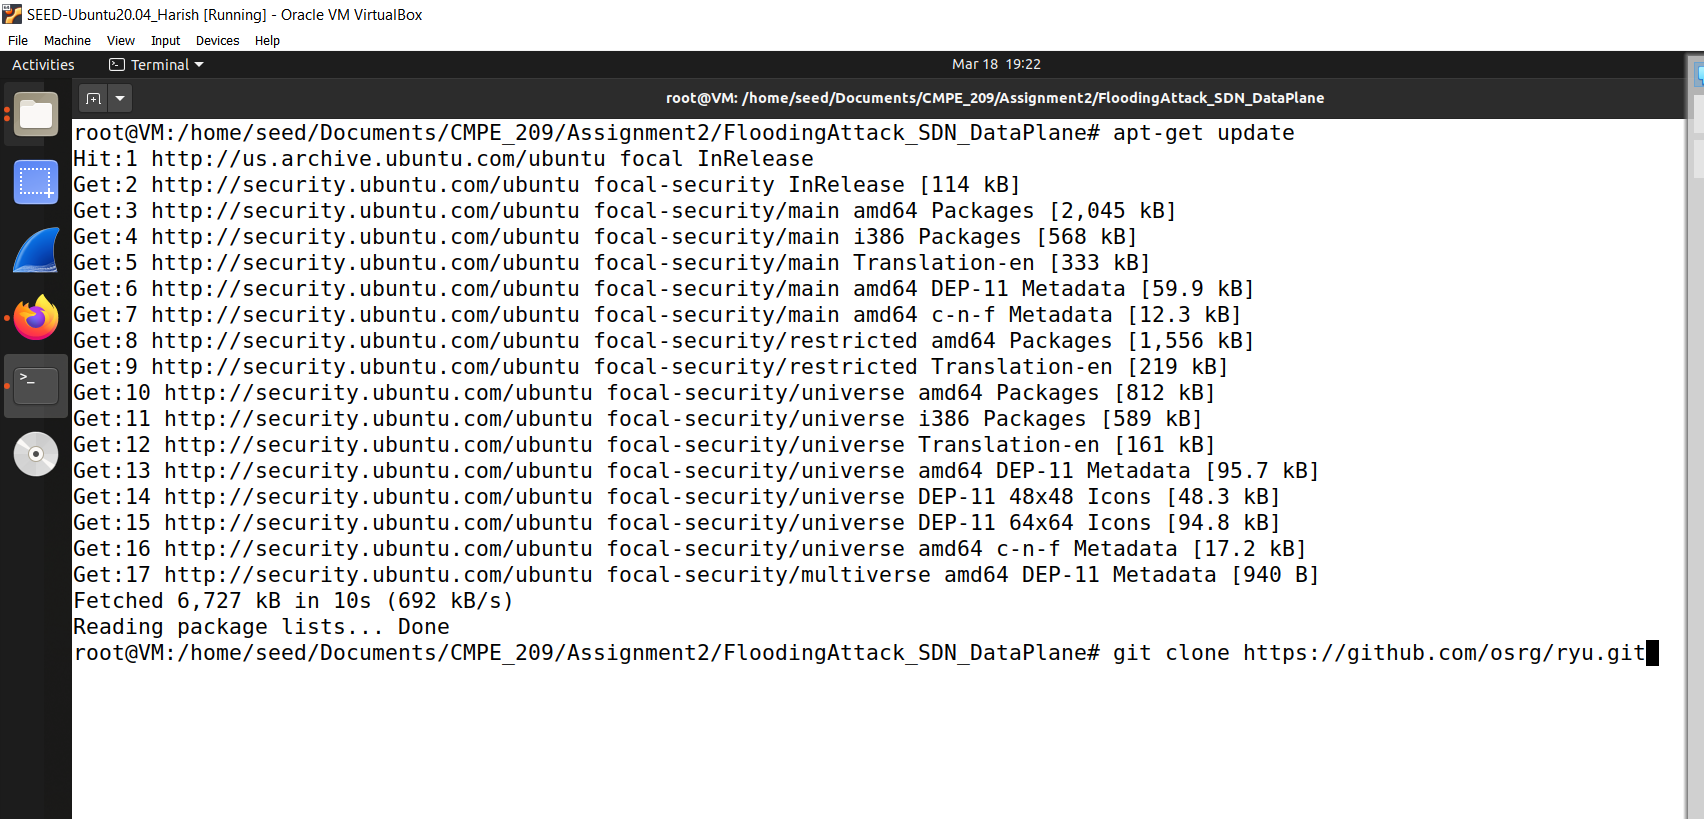 SEED-Ubuntu20.04_Harish [Running] - Oracle VM VirtualBox
File Machine View Input Devices Help
Activities Terminal Mar 18 19:22
root@VM: /home/seed/Documents/CMPE_209/Assignment2/FloodingAttack_SDN_DataPlane
root@VM:/home/seed/Documents/CMPE_209/Assignment2/FloodingAttack_SDN_DataPlane# apt-get update
Hit:1 http://us.archive.ubuntu.com/ubuntu focal InRelease
Get:2 http://security.ubuntu.com/ubuntu focal-security InRelease [114 kB]
Get:3 http://security.ubuntu.com/ubuntu focal-security/main amd64 Packages [2,045 kB]
Get:4 http://security.ubuntu.com/ubuntu focal-security/main i386 Packages [568 kB]
Get:5 http://security.ubuntu.com/ubuntu focal-security/main Translation-en [333 kB]
Get:6 http://security.ubuntu.com/ubuntu focal-security/main amd64 DEP-11 Metadata [59.9 kB]
Get:7 http://security.ubuntu.com/ubuntu focal-security/main amd64 c-n-f Metadata [12.3 kB]
Get:8 http://security.ubuntu.com/ubuntu focal-security/restricted amd64 Packages [1,556 kB]
Get:9 http://security.ubuntu.com/ubuntu focal-security/restricted Translation-en [219 kB]
Get:10 http://security.ubuntu.com/ubuntu focal-security/universe amd64 Packages [812 kB]
Get:11 http://security.ubuntu.com/ubuntu focal-security/universe i386 Packages [589 kB]
Get:12 http://security.ubuntu.com/ubuntu focal-security/universe Translation-en [161 kB]
Get:13 http://security.ubuntu.com/ubuntu focal-security/universe amd64 DEP-11 Metadata [95.7 kB]
Get:14 http://security.ubuntu.com/ubuntu focal-security/universe DEP-11 48x48 Icons [48.3 kB]
Get:15 http://security.ubuntu.com/ubuntu focal-security/universe DEP-11 64x64 Icons [94.8 kB]
Get:16 http://security.ubuntu.com/ubuntu focal-security/universe amd64 c-n-f Metadata [17.2 kB]
Get:17 http://security.ubuntu.com/ubuntu focal-security/multiverse amd64 DEP-11 Metadata [940 B]
Fetched 6,727 kB in 10s (692 kB/s)
Reading package lists... Done
root@VM:/home/seed/Documents/CMPE_209/Assignment2/FloodingAttack_SDN_DataPlane# git clone https://github.com/osrg/ryu.git